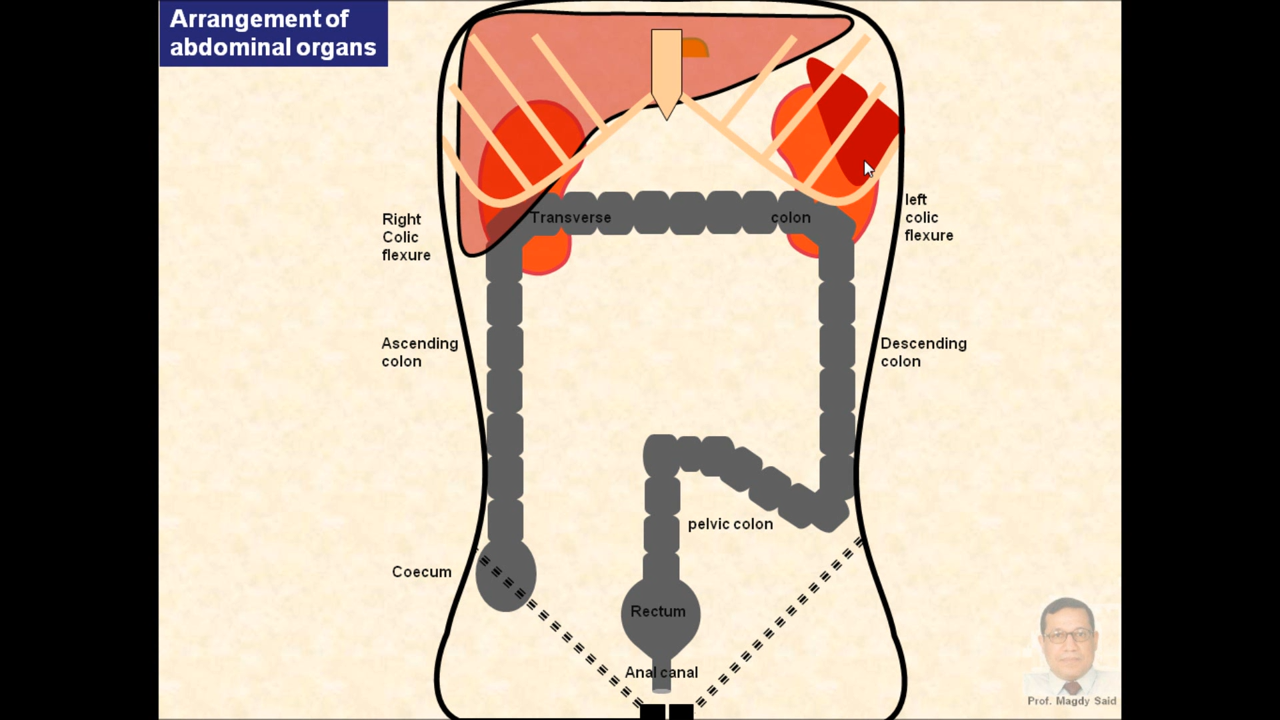 Arrangement of
abdominal organs
Right
Colic
flexure
Transverse
colon
left
colic
flexure
Ascending
colon
Descending
colon
pelvic colon
Coecum
Rectum
Anal canal
Prof. Magdy Said